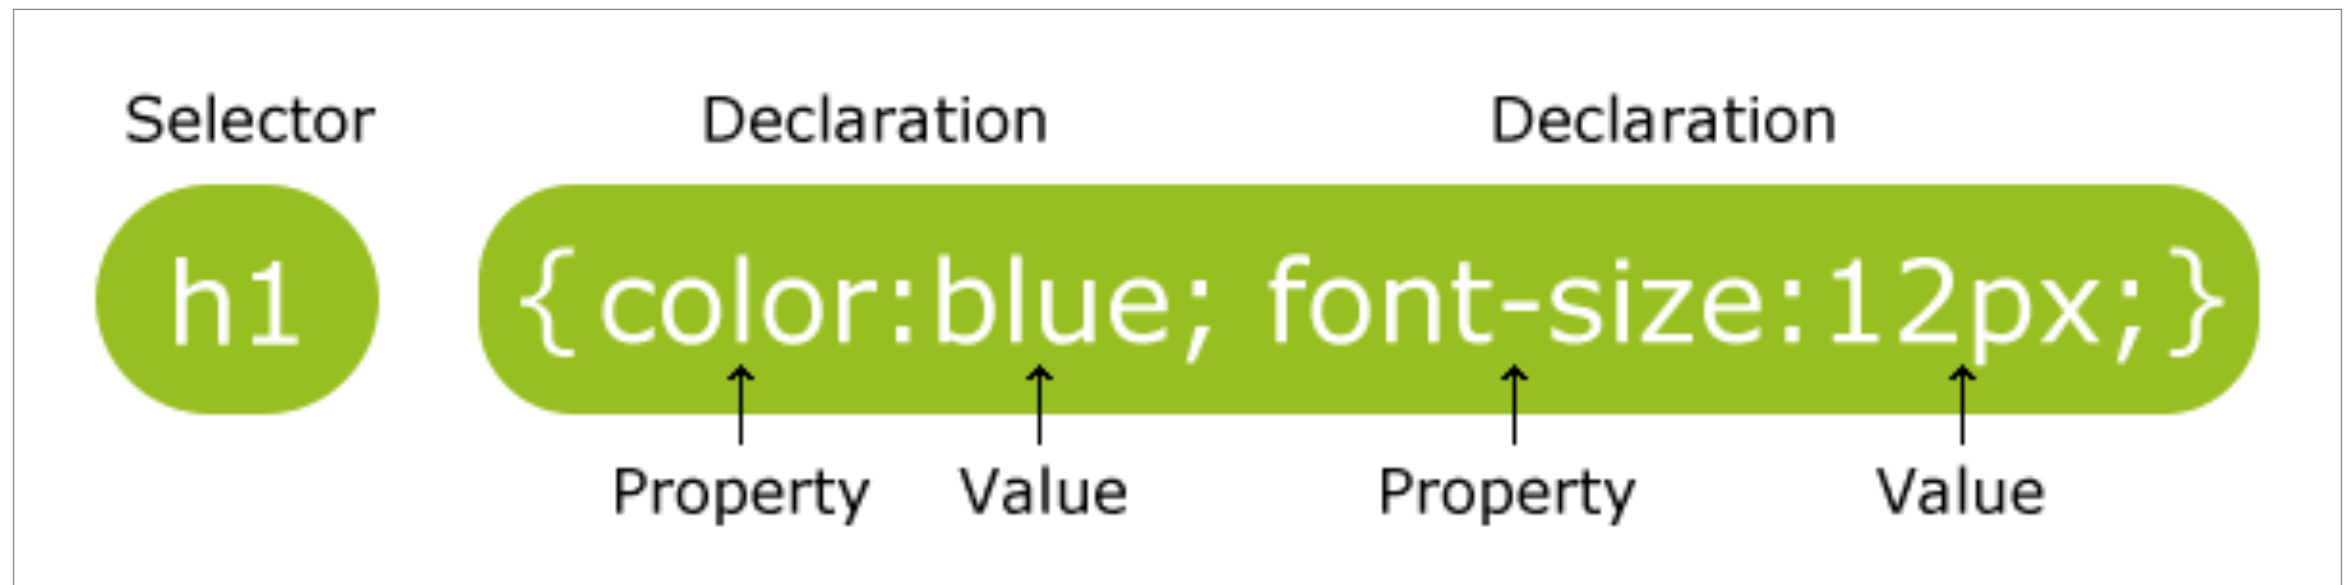 Selector Declaration Declaration
h1 {color:blue; font-size:12px;}
Property Value Property Value